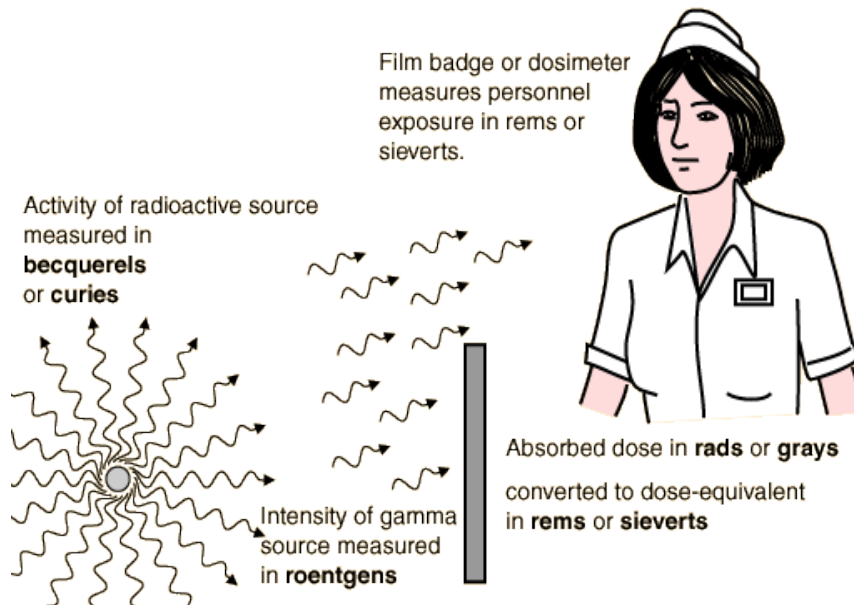 Film badge or dosimeter
measures personnel
exposure in rems or
sieverts.
Activity of radioactive source
measured in
becquerels
or curies
Intensity of gamma
source measured
in roentgens
Absorbed dose in rads or grays
converted to dose-equivalent
in rems or sieverts